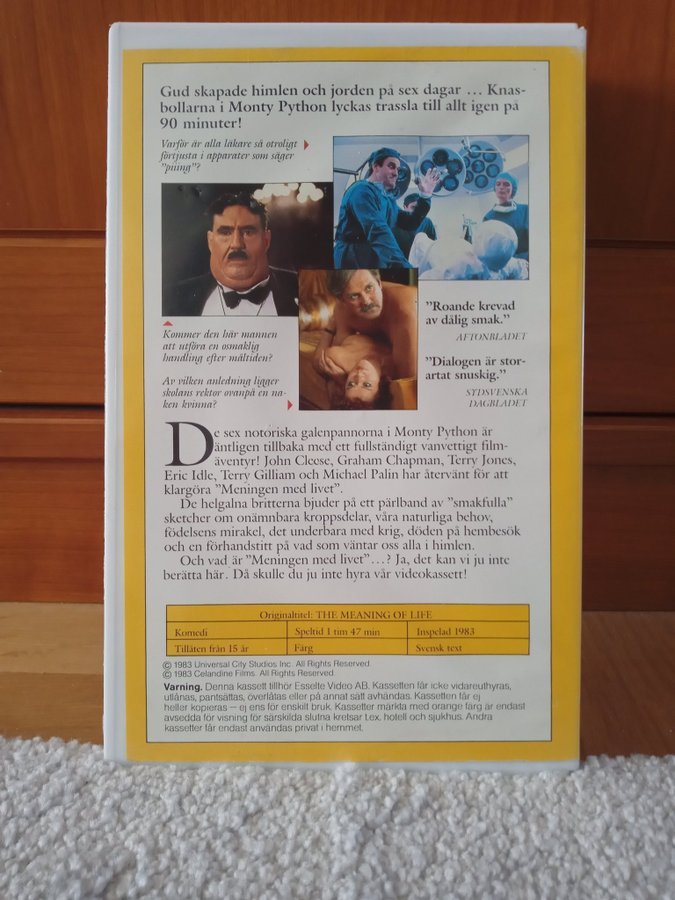 Gud skapade himlen och jorden på sex dagar ... Knas-
bollarna i Monty Python lyckas trassla till allt igen på
90 minuter!
Varför är alla läkare så otroligt
förtjusta i apparater som säger
"piiing"?
Kommer den här mannen
att utföra en osmaklig
handling efter måltiden?
Av vilken anledning ligger
skolans rektor ovanpå en na-
ken kvinna?
"Roande krevad
av dålig smak."
AFTONBLADET
"Dialogen är stor-
artat snuskig."
SYDSVENSKA
DAGBLADET
De sex notoriska galenpannorna i Monty Python är
äntligen tillbaka med ett fullständigt vanvettigt film-
äventyr! John Cleese, Graham Chapman, Terry Jones,
Eric Idle, Terry Gilliam och Michael Palin har återvänt för att
klargöra "Meningen med livet".
De helgalna britterna bjuder på ett pärlband av "smakfulla"
sketcher om onämnbara kroppsdelar, våra naturliga behov,
födelsens mirakel, det underbara med krig, döden på hembesök
och en förhandstitt på vad som väntar oss alla i himlen.
Och vad är "Meningen med livet"...? Ja, det kan vi ju inte
berätta här. Då skulle du ju inte hyra vår videokassett!
Originaltitel: THE MEANING OF LIFE
Komedi Speltid 1 tim 47 min Inspelad 1983
Tillåten från 15 år Färg Svensk text
© 1983 Universal City Studios Inc. All Rights Reserved.
© 1983 Celandine Films. All Rights Reserved.
Varning. Denna kassett tillhör Esselte Video AB. Kassetten får icke vidareuthyras,
utlånas, pantsättas, överlåtas eller på annat sätt avhändas. Kassetten får ej
heller kopieras – ej ens för enskilt bruk. Kassetter märkta med orange färg är endast
avsedda för visning för särskilda slutna kretsar t.ex. hotell och sjukhus. Andra
kassetter får endast användas privat i hemmet.